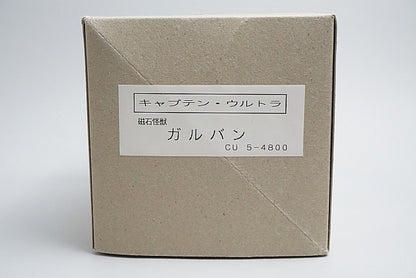 キャプテン・ウルトラ
磁石怪獣
ガルバン
CU 5-4800